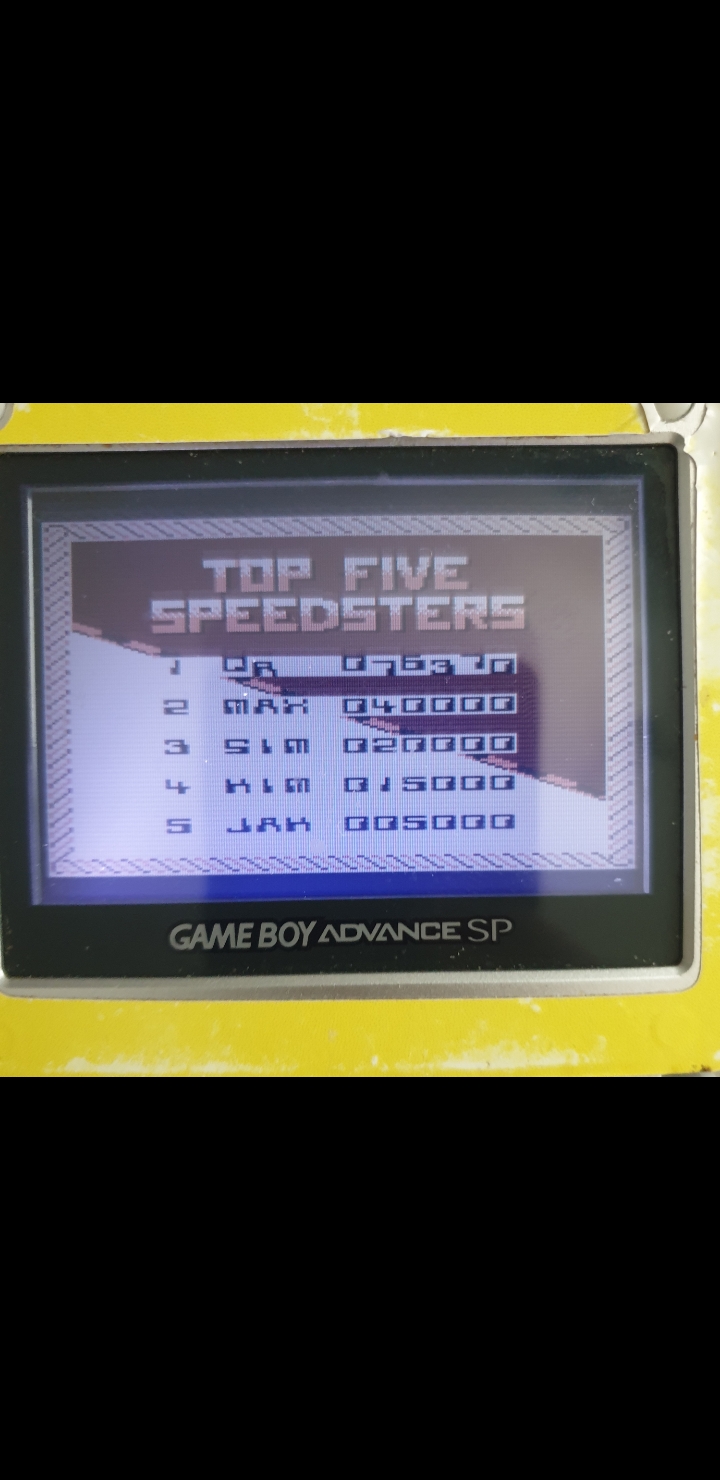 TOP FIVE
SPEEDSTERS
1
2 MAX 040000
3 SIM 020000
4 KIM 015000
5 JAK 005000
GAME BOY ADVANCE SP